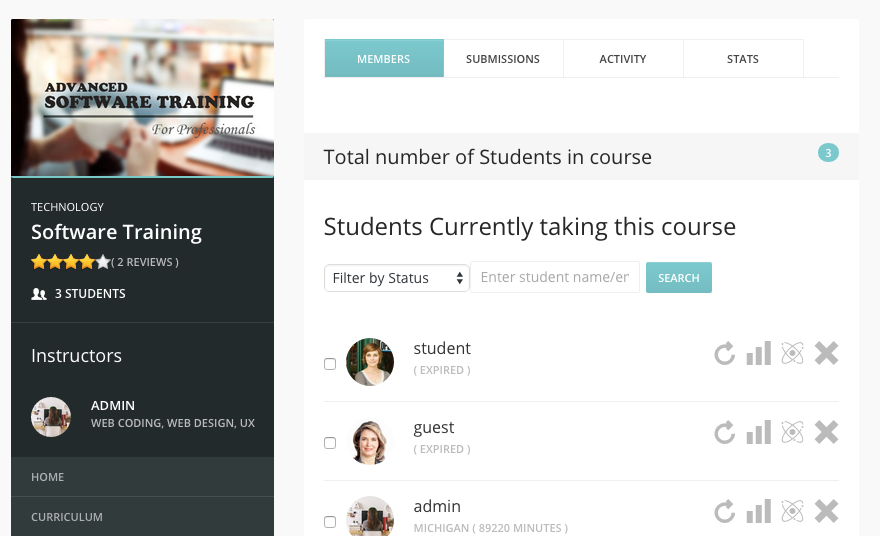 ADVANCED
SOFTWARE TRAINING
For Professionals
TECHNOLOGY
Software Training
( 2 REVIEWS )
3 STUDENTS
Instructors
ADMIN
WEB CODING, WEB DESIGN, UX
HOME
CURRICULUM
MEMBERS
SUBMISSIONS
ACTIVITY
STATS
Total number of Students in course
3
Students Currently taking this course
Filter by Status
Enter student name/er
SEARCH
student
( EXPIRED )
guest
( EXPIRED )
admin
MICHIGAN ( 89220 MINUTES )